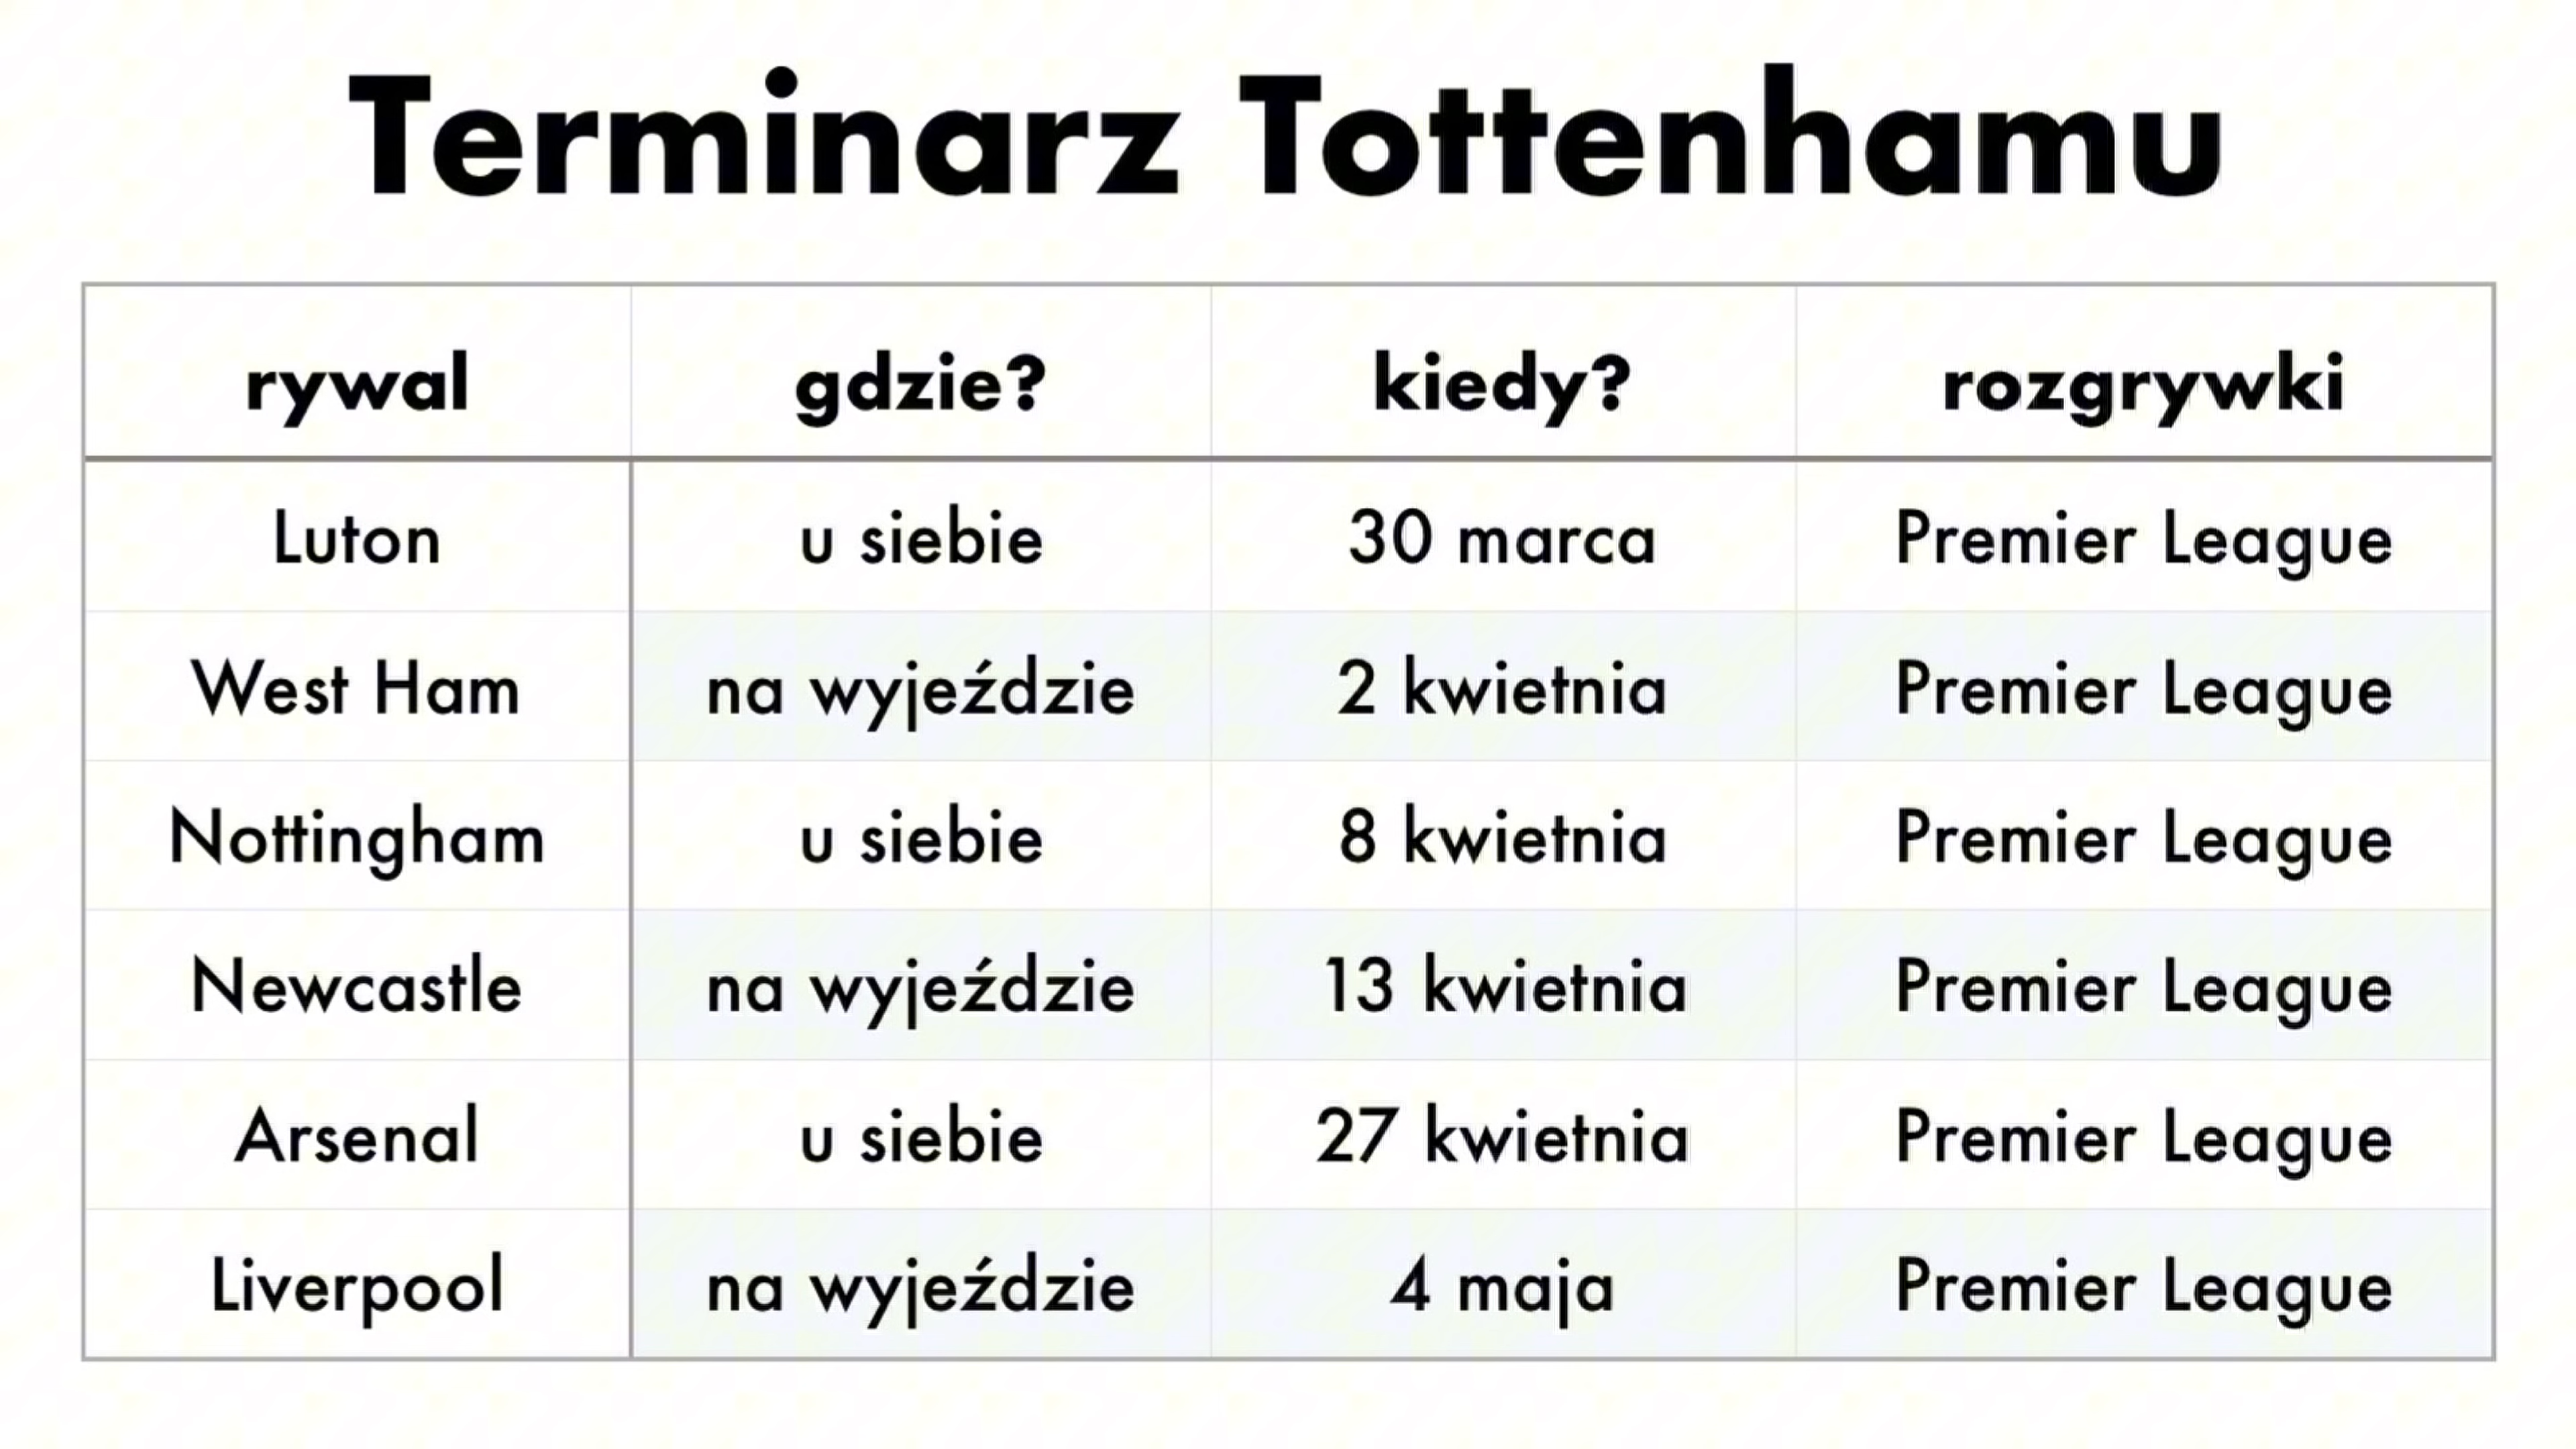 Terminarz Tottenhamu
rywal gdzie? kiedy? rozgrywki
Luton u siebie 30 marca Premier League
West Ham na wyjeździe 2 kwietnia Premier League
Nottingham u siebie 8 kwietnia Premier League
Newcastle na wyjeździe 13 kwietnia Premier League
Arsenal u siebie 27 kwietnia Premier League
Liverpool na wyjeździe 4 maja Premier League